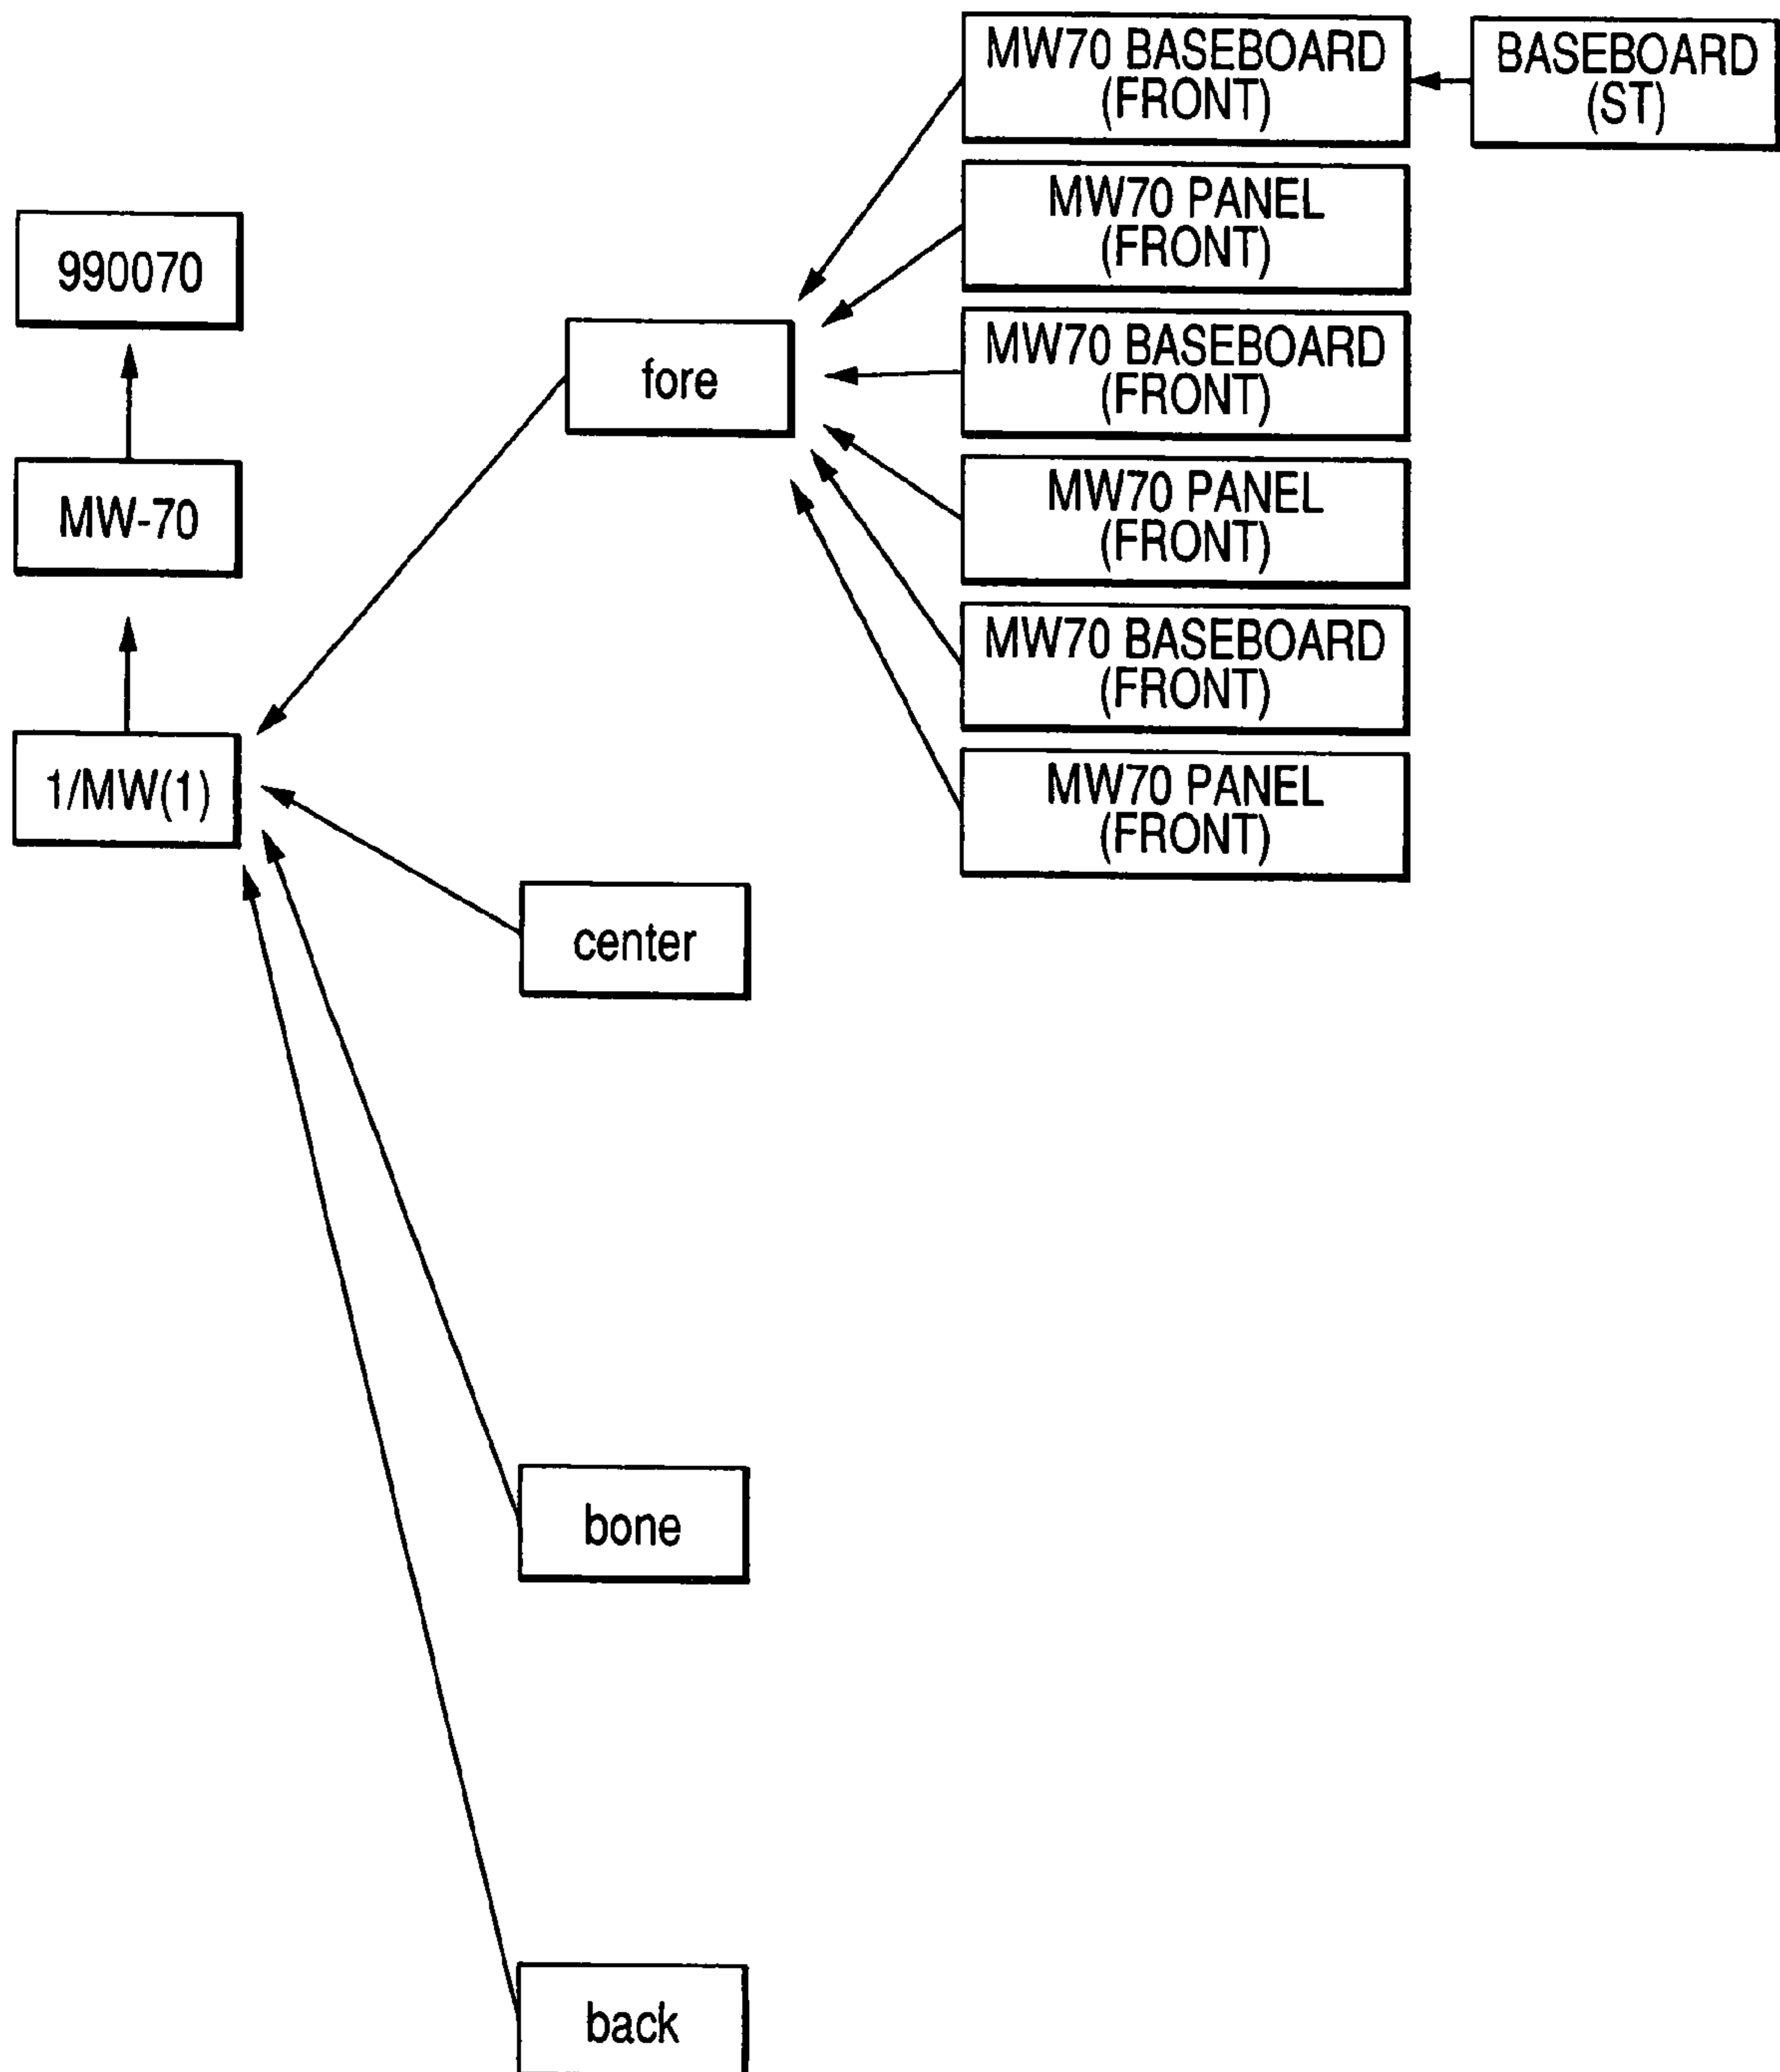 MW70 BASEBOARD
(FRONT)
BASEBOARD
(ST)
MW70 PANEL
(FRONT)
990070
MW70 BASEBOARD
(FRONT)
fore
MW70 PANEL
(FRONT)
MW-70
MW70 BASEBOARD
(FRONT)
MW70 PANEL
(FRONT)
1/MW(1)
center
bone
back